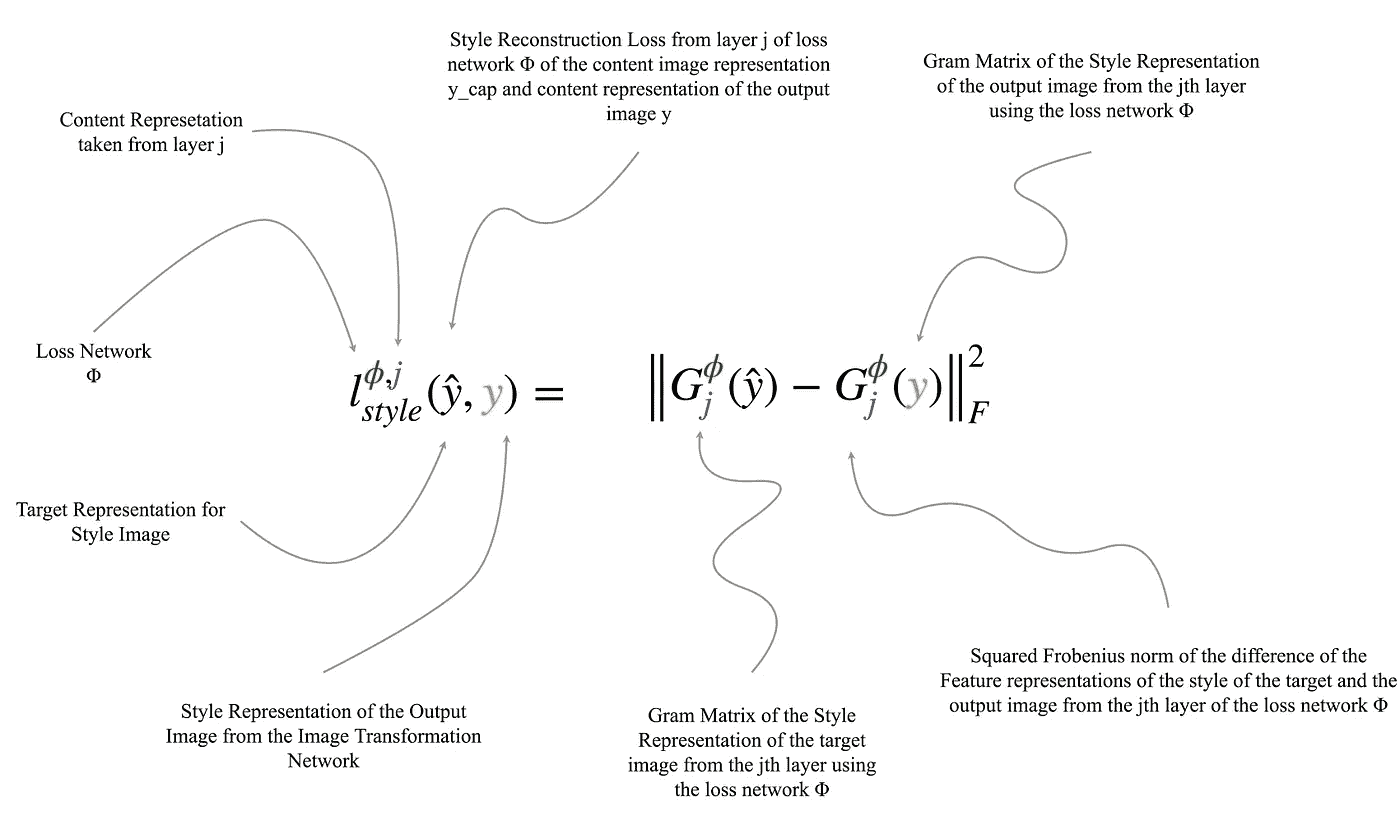 Style Reconstruction Loss from layer j of loss
network Φ of the content image representation
y_cap and content representation of the output
image y
Gram Matrix of the Style Representation
of the output image from the jth layer
using the loss network Φ
Content Represetation
taken from layer j
Loss Network
Φ
l_{style}^{ϕ,j}(ŷ, y) = ‖G_j^ϕ(ŷ) − G_j^ϕ(y)‖_F^2
Target Representation for
Style Image
Style Representation of the Output
Image from the Image Transformation
Network
Gram Matrix of the Style
Representation of the target
image from the jth layer using
the loss network Φ
Squared Frobenius norm of the difference of the
Feature representations of the style of the target and the
output image from the jth layer of the loss network Φ